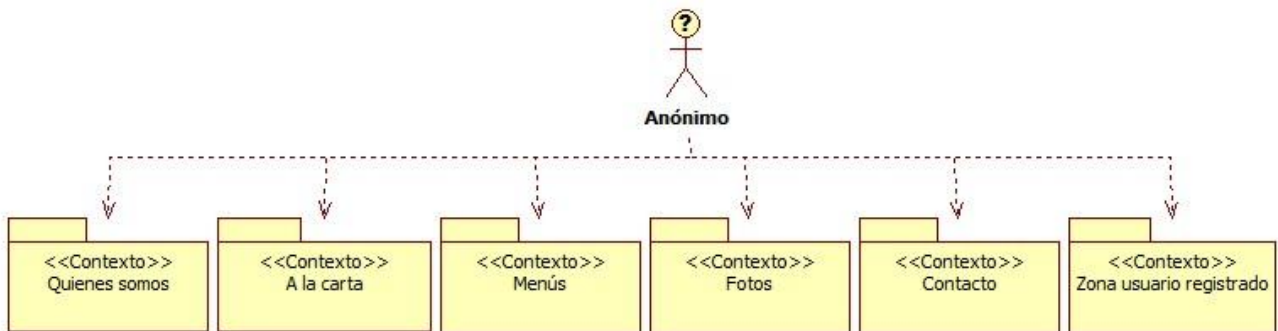 ?
Anónimo
<<Contexto>>
Quienes somos
<<Contexto>>
A la carta
<<Contexto>>
Menús
<<Contexto>>
Fotos
<<Contexto>>
Contacto
<<Contexto>>
Zona usuario registrado